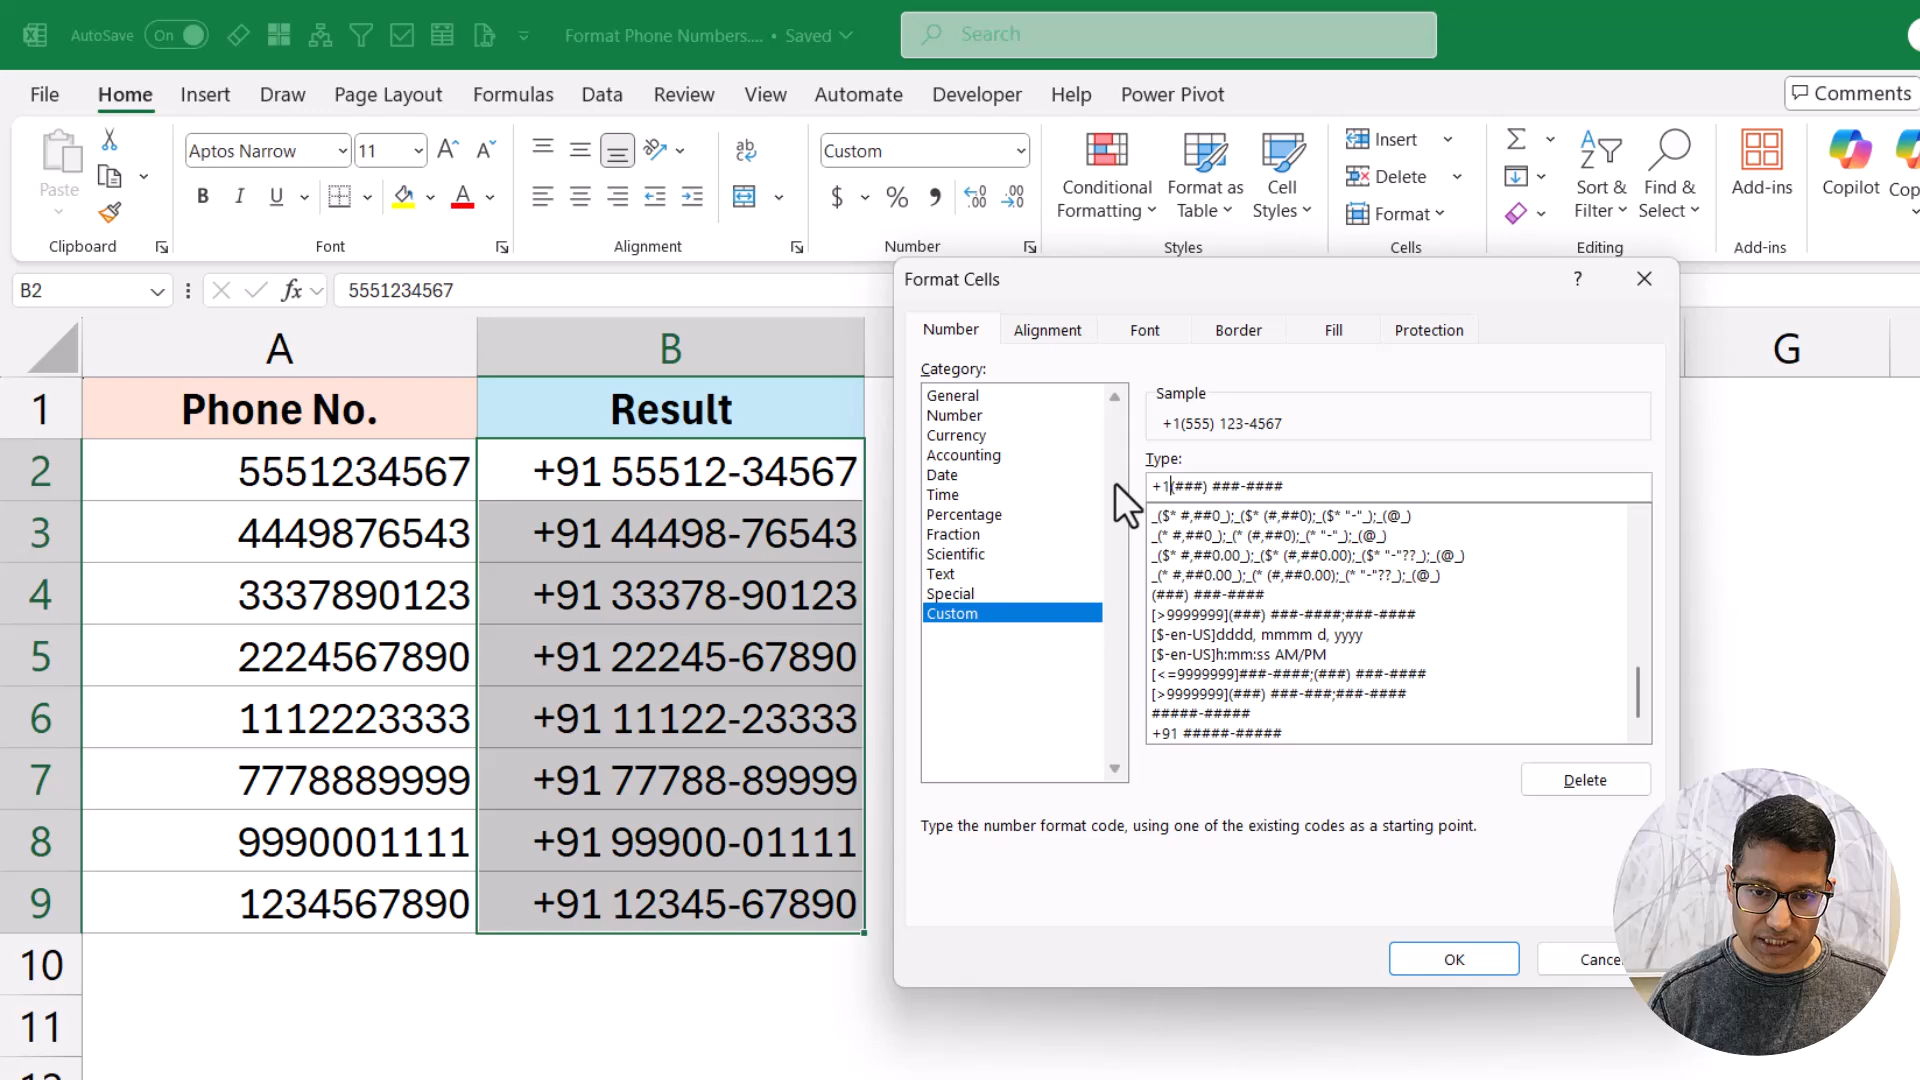 AutoSave On Format Phone Numbers.... • Saved Search
File Home Insert Draw Page Layout Formulas Data Review View Automate Developer Help Power Pivot Comments
Aptos Narrow 11 Custom Insert
Paste Delete
B I U A $ % Conditional Formatting Format as Table Cell Styles Format Sort & Filter Find & Select Add-ins Copilot
Clipboard Font Alignment Number Styles Cells Editing Add-ins
B2 fx 5551234567
A B G
1 Phone No. Result
2 5551234567 +91 55512-34567
3 4449876543 +91 44498-76543
4 3337890123 +91 33378-90123
5 2224567890 +91 22245-67890
6 1112223333 +91 11122-23333
7 7778889999 +91 77788-89999
8 9990001111 +91 99900-01111
9 1234567890 +91 12345-67890
10
11
Format Cells ?
Number Alignment Font Border Fill Protection
Category:
General
Number
Currency
Accounting
Date
Time
Percentage
Fraction
Scientific
Text
Special
Custom
Sample
+1(555) 123-4567
Type:
+1(###) ###-####
_($* #,##0_);_($* (#,##0);_($* "-"_);_(@_)
_(* #,##0_);_(* (#,##0);_(* "-"_);_(@_)
_($* #,##0.00_);_($* (#,##0.00);_($* "-"??_);_(@_)
_(* #,##0.00_);_(* (#,##0.00);_(* "-"??_);_(@_)
(###) ###-####
[>9999999](###) ###-####;###-####
[$-en-US]dddd, mmmm d, yyyy
[$-en-US]h:mm:ss AM/PM
[<=9999999]###-####;(###) ###-####
[>9999999](###) ###-###;###-####
#####-#####
+91 #####-#####
Delete
Type the number format code, using one of the existing codes as a starting point.
OK